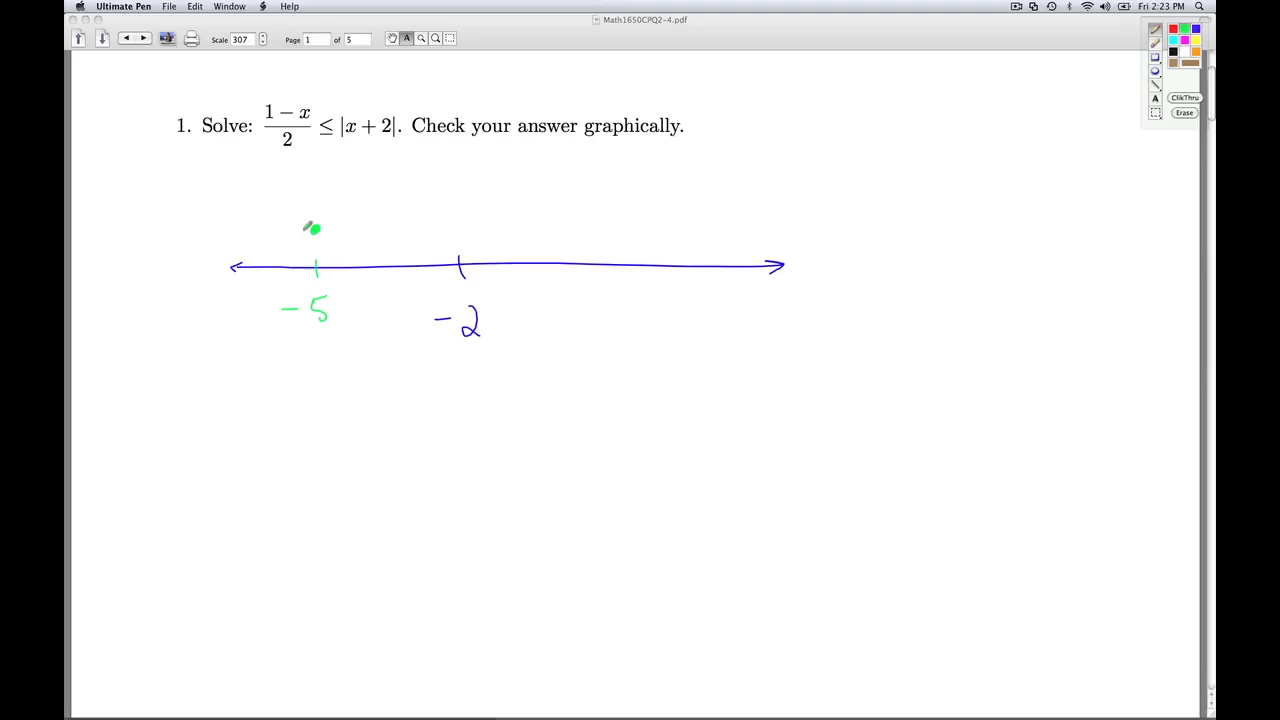 Ultimate Pen File Edit Window Help Fri 2:23 PM
Math1650CPQ2-4.pdf
Scale 307 Page 1 of 5 A
A ClikThru
Erase
1. Solve: \frac{1 − x}{2} ≤ |x + 2|. Check your answer graphically.
− 5 − 2